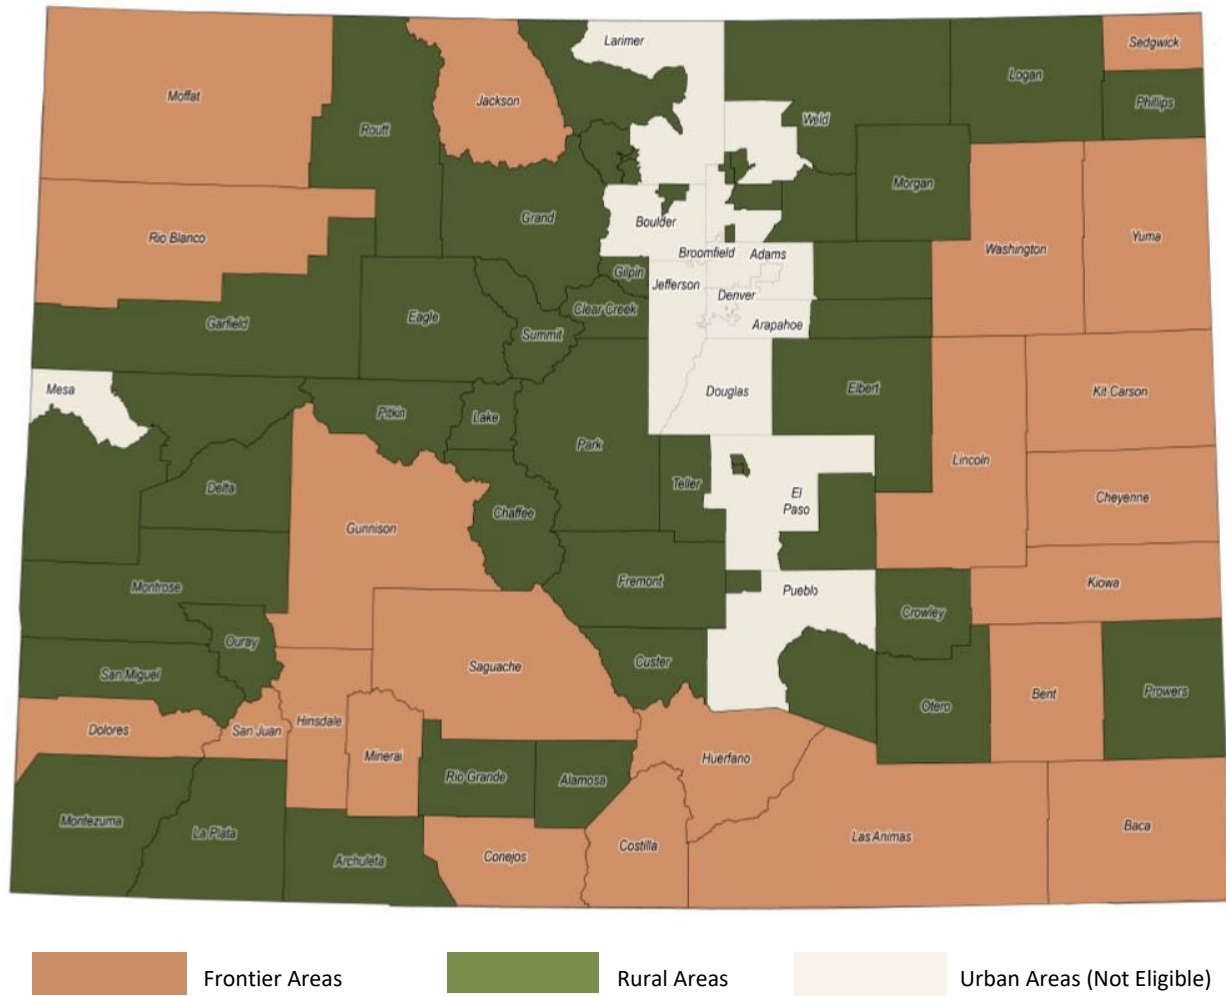 Larimer
Sedgwick
Moffat
Jackson
Logan
Phillips
Routt
Weld
Morgan
Grand
Rio Blanco
Boulder
Washington
Yuma
Broomfield
Adams
Gilpin
Jefferson
Denver
Clear Creek
Garfield
Eagle
Summit
Arapahoe
Mesa
Douglas
Elbert
Kit Carson
Pitkin
Lake
Park
Lincoln
Delta
Teller
El
Paso
Cheyenne
Chaffee
Gunnison
Montrose
Fremont
Pueblo
Kiowa
Crowley
Ouray
San Miguel
Saguache
Custer
Bent
Prowers
Otero
Dolores
San Juan
Hinsdale
Mineral
Huerfano
Rio Grande
Alamosa
Montezuma
La Plata
Archuleta
Conejos
Costilla
Las Animas
Baca
Frontier Areas
Rural Areas
Urban Areas (Not Eligible)